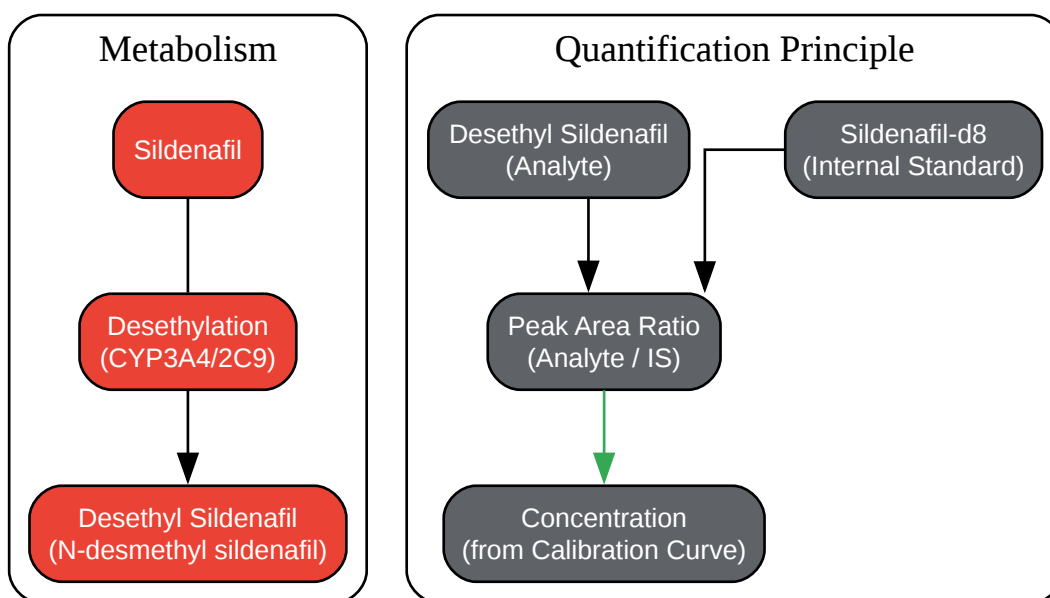 Metabolism
Sildenafil
Desethylation
(CYP3A4/2C9)
Desethyl Sildenafil
(N-desmethyl sildenafil)
Quantification Principle
Desethyl Sildenafil
(Analyte)
Sildenafil-d8
(Internal Standard)
Peak Area Ratio
(Analyte / IS)
Concentration
(from Calibration Curve)